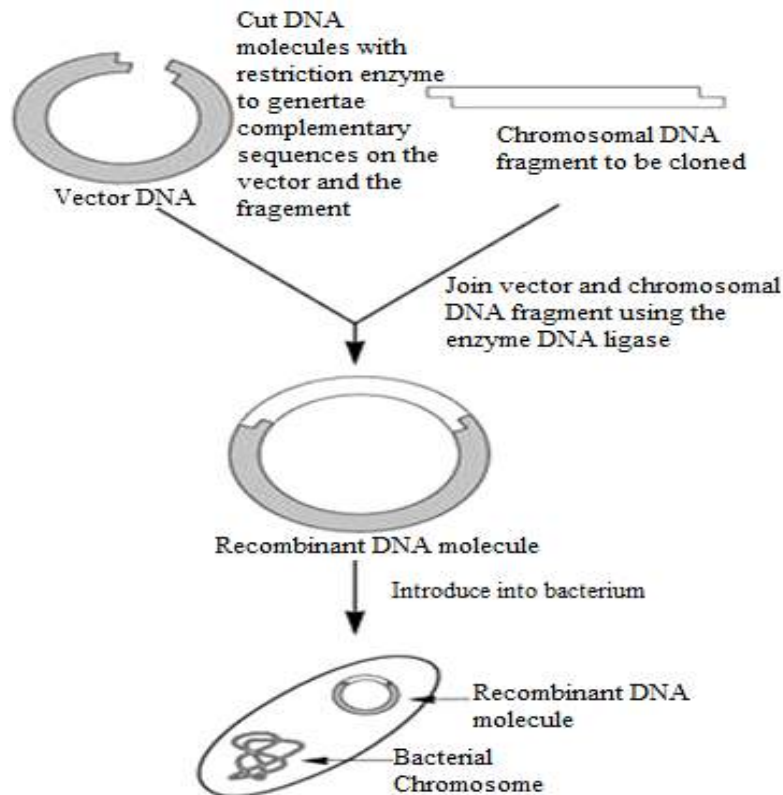 Cut DNA
molecules with
restriction enzyme
to genertae
complementary
sequences on the
vector and the
fragement
Vector DNA
Chromosomal DNA
fragment to be cloned
Join vector and chromosomal
DNA fragment using the
enzyme DNA ligase
Recombinant DNA molecule
Introduce into bacterium
Recombinant DNA
molecule
Bacterial
Chromosome